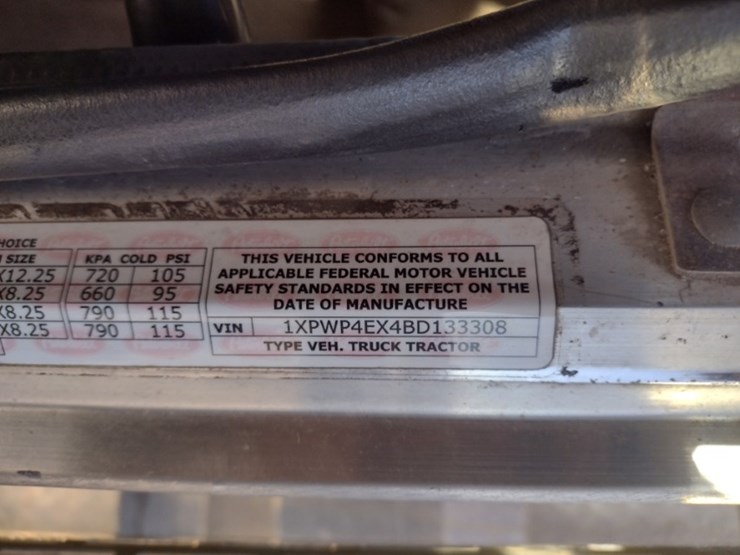 HOICE
SIZE KPA COLD PSI
X12.25 720 105
X8.25 660 95
X8.25 790 115
X8.25 790 115
THIS VEHICLE CONFORMS TO ALL
APPLICABLE FEDERAL MOTOR VEHICLE
SAFETY STANDARDS IN EFFECT ON THE
DATE OF MANUFACTURE
VIN 1XPWP4EX4BD133308
TYPE VEH. TRUCK TRACTOR